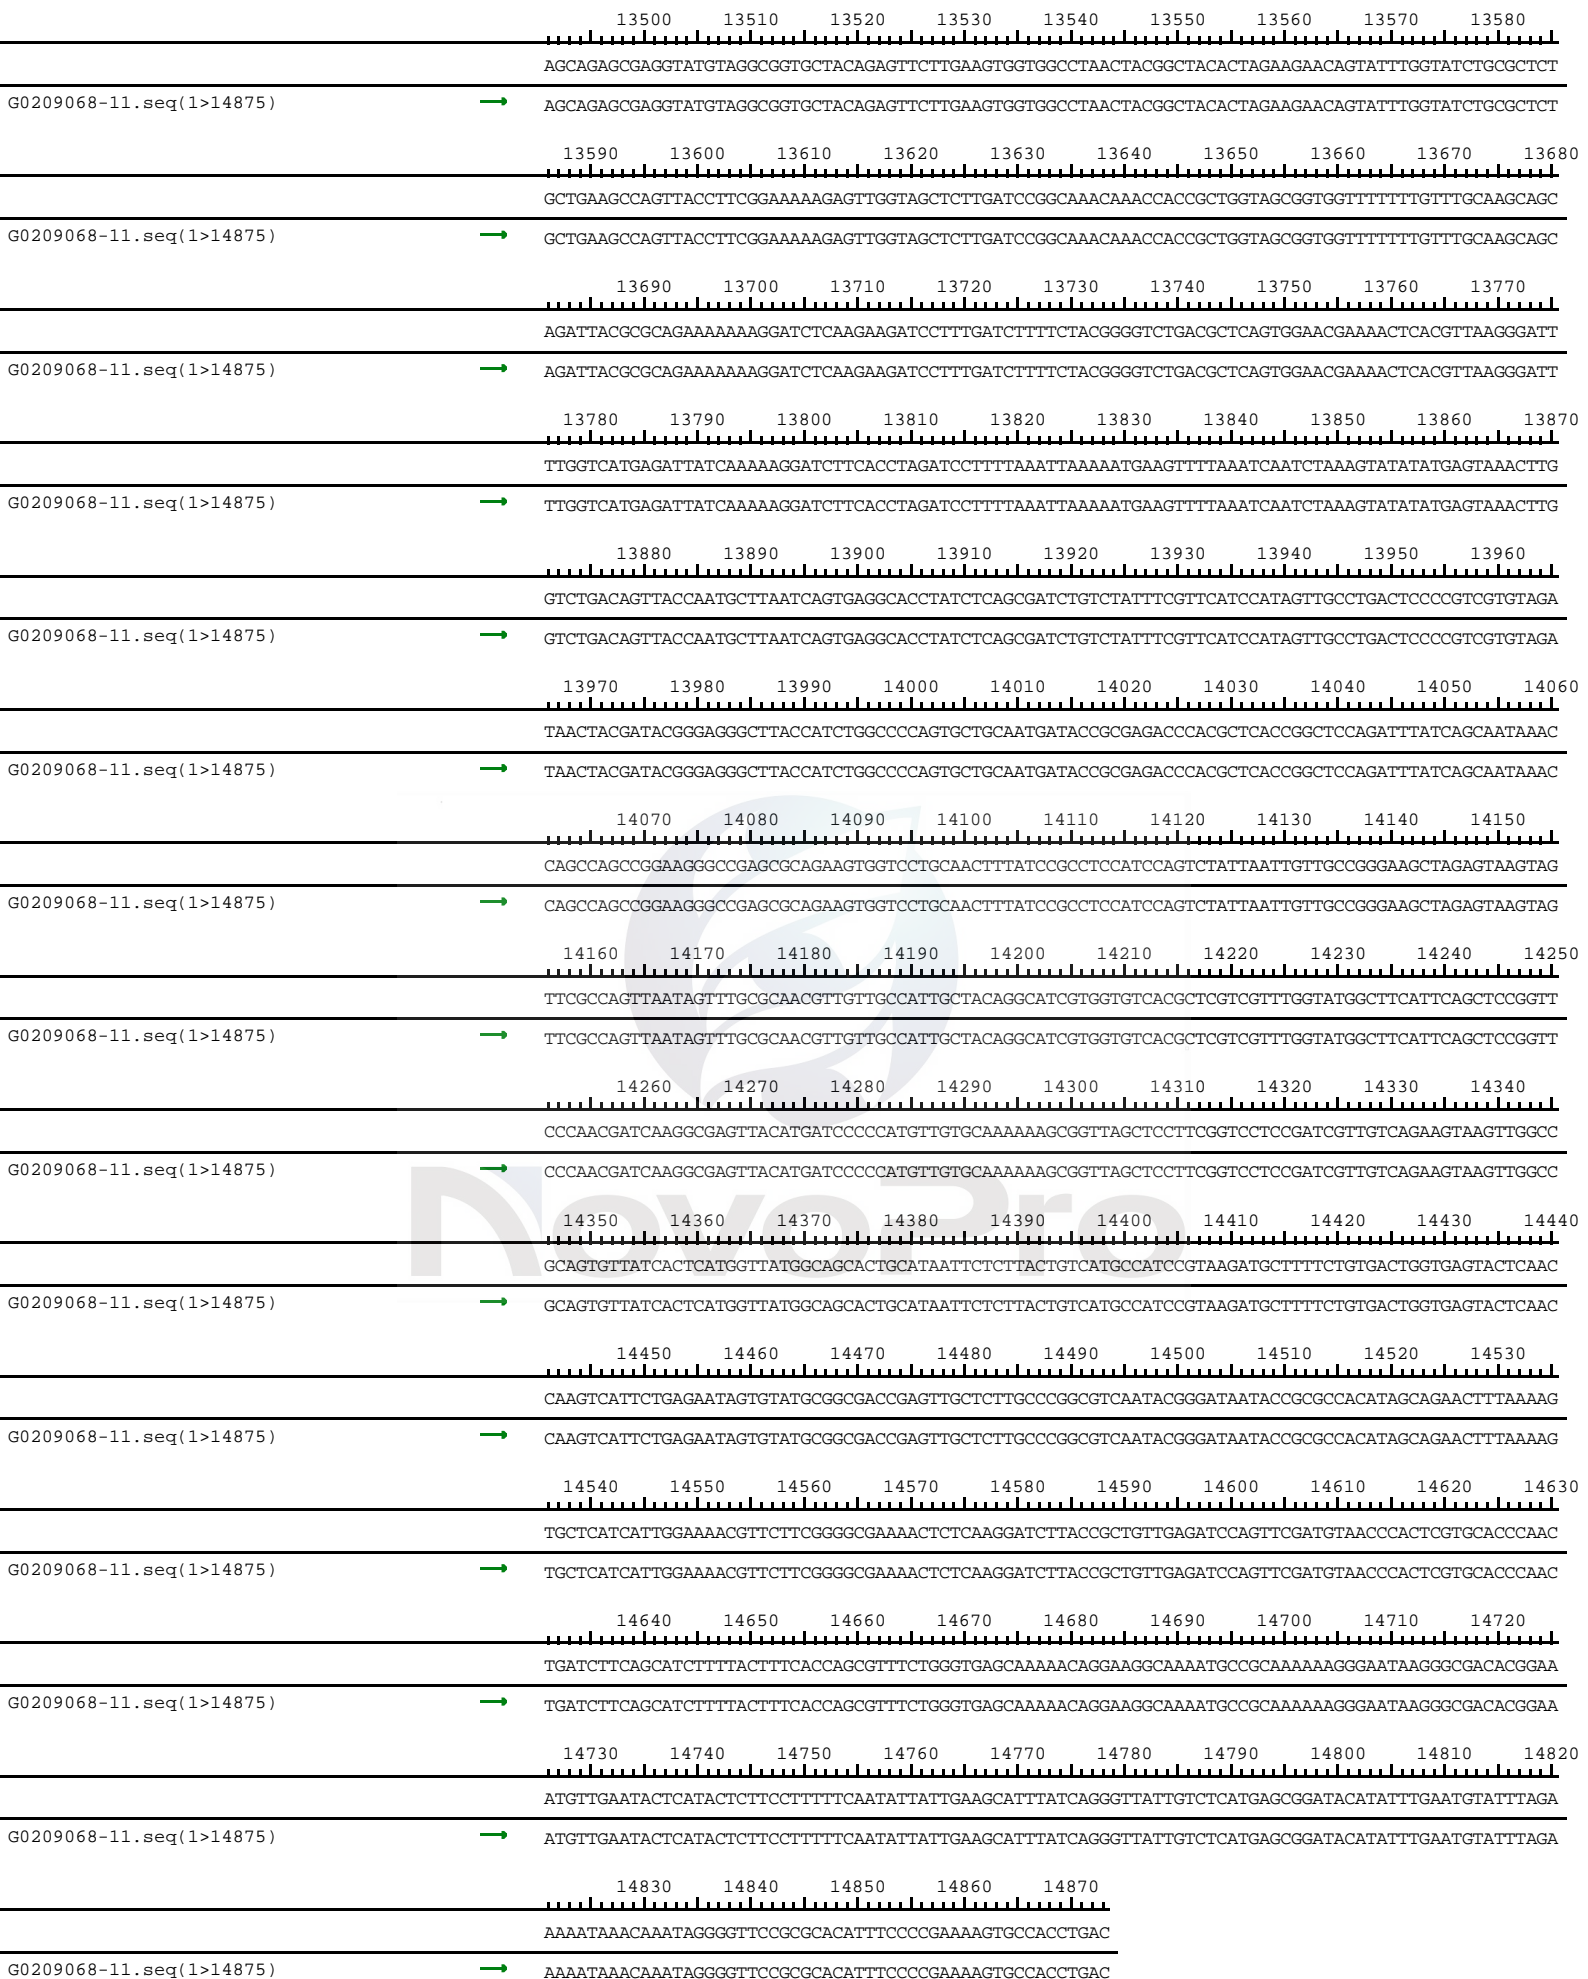 13500 13510 13520 13530 13540 13550 13560 13570 13580
AGCAGAGCGAGGTATGTAGGCGGTGCTACAGAGTTCTTGAAGTGGTGGCCTAACTACGGCTACACTAGAAGAACAGTATTTGGTATCTGCGCTCT
G0209068-11.seq(1>14875) AGCAGAGCGAGGTATGTAGGCGGTGCTACAGAGTTCTTGAAGTGGTGGCCTAACTACGGCTACACTAGAAGAACAGTATTTGGTATCTGCGCTCT
13590 13600 13610 13620 13630 13640 13650 13660 13670 13680
GCTGAAGCCAGTTACCTTCGGAAAAAGAGTTGGTAGCTCTTGATCCGGCAAACAAACCACCGCTGGTAGCGGTGGTTTTTTTGTTTGCAAGCAGC
G0209068-11.seq(1>14875) GCTGAAGCCAGTTACCTTCGGAAAAAGAGTTGGTAGCTCTTGATCCGGCAAACAAACCACCGCTGGTAGCGGTGGTTTTTTTGTTTGCAAGCAGC
13690 13700 13710 13720 13730 13740 13750 13760 13770
AGATTACGCGCAGAAAAAAAGGATCTCAAGAAGATCCTTTGATCTTTTCTACGGGGTCTGACGCTCAGTGGAACGAAAACTCACGTTAAGGGATT
G0209068-11.seq(1>14875) AGATTACGCGCAGAAAAAAAGGATCTCAAGAAGATCCTTTGATCTTTTCTACGGGGTCTGACGCTCAGTGGAACGAAAACTCACGTTAAGGGATT
13780 13790 13800 13810 13820 13830 13840 13850 13860 13870
TTGGTCATGAGATTATCAAAAAGGATCTTCACCTAGATCCTTTTAAATTAAAAATGAAGTTTTAAATCAATCTAAAGTATATATGAGTAAACTTG
G0209068-11.seq(1>14875) TTGGTCATGAGATTATCAAAAAGGATCTTCACCTAGATCCTTTTAAATTAAAAATGAAGTTTTAAATCAATCTAAAGTATATATGAGTAAACTTG
13880 13890 13900 13910 13920 13930 13940 13950 13960
GTCTGACAGTTACCAATGCTTAATCAGTGAGGCACCTATCTCAGCGATCTGTCTATTTCGTTCATCCATAGTTGCCTGACTCCCCGTCGTGTAGA
G0209068-11.seq(1>14875) GTCTGACAGTTACCAATGCTTAATCAGTGAGGCACCTATCTCAGCGATCTGTCTATTTCGTTCATCCATAGTTGCCTGACTCCCCGTCGTGTAGA
13970 13980 13990 14000 14010 14020 14030 14040 14050 14060
TAACTACGATACGGGAGGGCTTACCATCTGGCCCCAGTGCTGCAATGATACCGCGAGACCCACGCTCACCGGCTCCAGATTTATCAGCAATAAAC
G0209068-11.seq(1>14875) TAACTACGATACGGGAGGGCTTACCATCTGGCCCCAGTGCTGCAATGATACCGCGAGACCCACGCTCACCGGCTCCAGATTTATCAGCAATAAAC
14070 14080 14090 14100 14110 14120 14130 14140 14150
CAGCCAGCCGGAAGGGCCGAGCGCAGAAGTGGTCCTGCAACTTTATCCGCCTCCATCCAGTCTATTAATTGTTGCCGGGAAGCTAGAGTAAGTAG
G0209068-11.seq(1>14875) CAGCCAGCCGGAAGGGCCGAGCGCAGAAGTGGTCCTGCAACTTTATCCGCCTCCATCCAGTCTATTAATTGTTGCCGGGAAGCTAGAGTAAGTAG
14160 14170 14180 14190 14200 14210 14220 14230 14240 14250
TTCGCCAGTTAATAGTTTGCGCAACGTTGTTGCCATTGCTACAGGCATCGTGGTGTCACGCTCGTCGTTTGGTATGGCTTCATTCAGCTCCGGTT
G0209068-11.seq(1>14875) TTCGCCAGTTAATAGTTTGCGCAACGTTGTTGCCATTGCTACAGGCATCGTGGTGTCACGCTCGTCGTTTGGTATGGCTTCATTCAGCTCCGGTT
14260 14270 14280 14290 14300 14310 14320 14330 14340
CCCAACGATCAAGGCGAGTTACATGATCCCCCATGTTGTGCAAAAAAGCGGTTAGCTCCTTCGGTCCTCCGATCGTTGTCAGAAGTAAGTTGGCC
G0209068-11.seq(1>14875) CCCAACGATCAAGGCGAGTTACATGATCCCCCATGTTGTGCAAAAAAGCGGTTAGCTCCTTCGGTCCTCCGATCGTTGTCAGAAGTAAGTTGGCC
NovoPro
14350 14360 14370 14380 14390 14400 14410 14420 14430 14440
GCAGTGTTATCACTCATGGTTATGGCAGCACTGCATAATTCTCTTACTGTCATGCCATCCGTAAGATGCTTTTCTGTGACTGGTGAGTACTCAAC
G0209068-11.seq(1>14875) GCAGTGTTATCACTCATGGTTATGGCAGCACTGCATAATTCTCTTACTGTCATGCCATCCGTAAGATGCTTTTCTGTGACTGGTGAGTACTCAAC
14450 14460 14470 14480 14490 14500 14510 14520 14530
CAAGTCATTCTGAGAATAGTGTATGCGGCGACCGAGTTGCTCTTGCCCGGCGTCAATACGGGATAATACCGCGCCACATAGCAGAACTTTAAAAG
G0209068-11.seq(1>14875) CAAGTCATTCTGAGAATAGTGTATGCGGCGACCGAGTTGCTCTTGCCCGGCGTCAATACGGGATAATACCGCGCCACATAGCAGAACTTTAAAAG
14540 14550 14560 14570 14580 14590 14600 14610 14620 14630
TGCTCATCATTGGAAAACGTTCTTCGGGGCGAAAACTCTCAAGGATCTTACCGCTGTTGAGATCCAGTTCGATGTAACCCACTCGTGCACCCAAC
G0209068-11.seq(1>14875) TGCTCATCATTGGAAAACGTTCTTCGGGGCGAAAACTCTCAAGGATCTTACCGCTGTTGAGATCCAGTTCGATGTAACCCACTCGTGCACCCAAC
14640 14650 14660 14670 14680 14690 14700 14710 14720
TGATCTTCAGCATCTTTTACTTTCACCAGCGTTTCTGGGTGAGCAAAAACAGGAAGGCAAAATGCCGCAAAAAAGGGAATAAGGGCGACACGGAA
G0209068-11.seq(1>14875) TGATCTTCAGCATCTTTTACTTTCACCAGCGTTTCTGGGTGAGCAAAAACAGGAAGGCAAAATGCCGCAAAAAAGGGAATAAGGGCGACACGGAA
14730 14740 14750 14760 14770 14780 14790 14800 14810 14820
ATGTTGAATACTCATACTCTTCCTTTTTCAATATTATTGAAGCATTTATCAGGGTTATTGTCTCATGAGCGGATACATATTTGAATGTATTTAGA
G0209068-11.seq(1>14875) ATGTTGAATACTCATACTCTTCCTTTTTCAATATTATTGAAGCATTTATCAGGGTTATTGTCTCATGAGCGGATACATATTTGAATGTATTTAGA
14830 14840 14850 14860 14870
AAAATAAACAAATAGGGGTTCCGCGCACATTTCCCCGAAAAGTGCCACCTGAC
G0209068-11.seq(1>14875) AAAATAAACAAATAGGGGTTCCGCGCACATTTCCCCGAAAAGTGCCACCTGAC